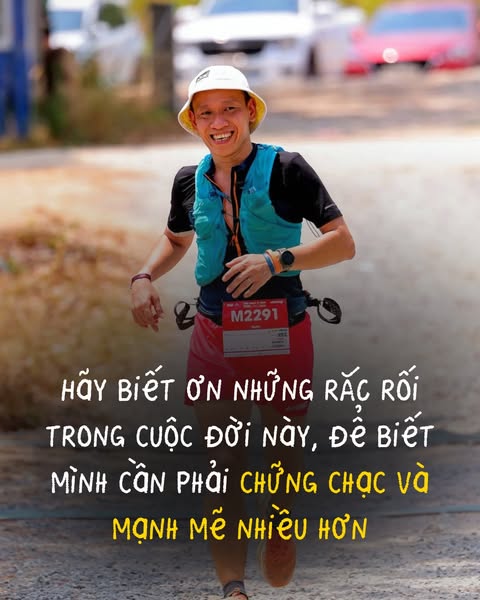 M2291
HÃY BIẾT ƠN NHỮNG RẮC RỐI
TRONG CUỘC ĐỜI NÀY, ĐỂ BIẾT
MÌNH CẦN PHẢI CHỮNG CHẠC VÀ
MẠNH MẼ NHIỀU HƠN